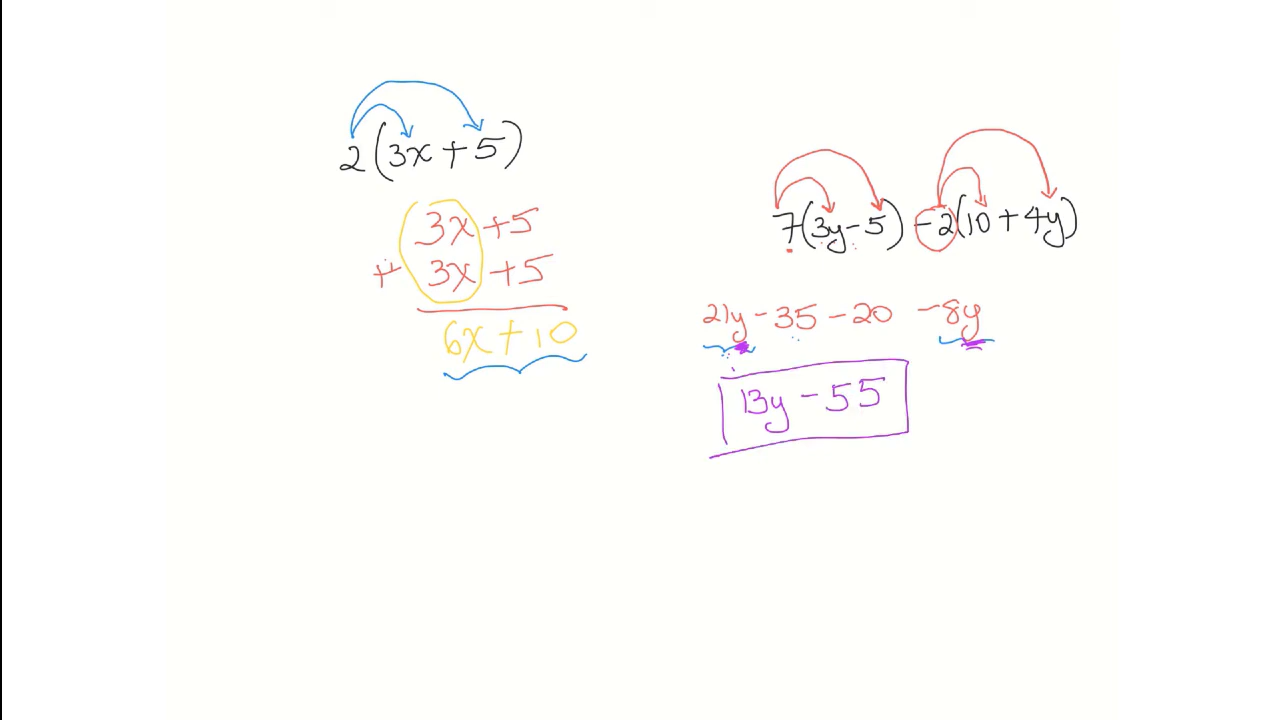 2(3x+5)
3x+5
+ 3x+5
6x+10
7(3y-5) -2(10+4y)
21y-35-20 -8y
13y-55